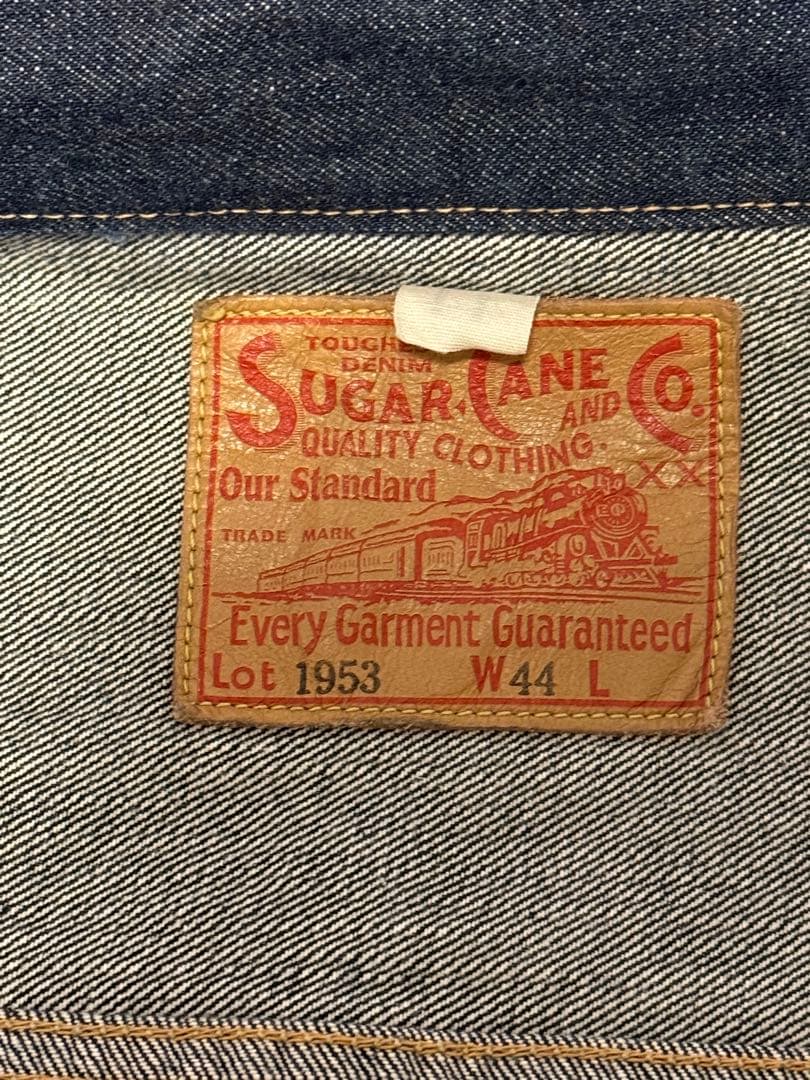 TOUGH
DENIM
SUGAR CANE Co.
AND
QUALITY CLOTHING.
XX
Our Standard
TRADE MARK
Every Garment Guaranteed
Lot 1953 W44 L